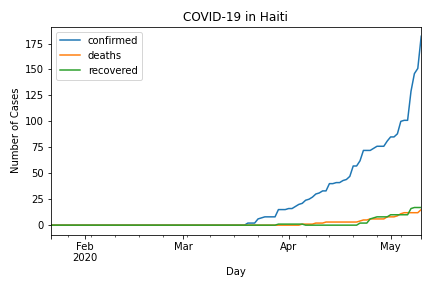 COVID-19 in Haiti
confirmed
deaths
recovered
Number of Cases
175
150
125
100
75
50
25
0
Feb
2020
Mar
Apr
May
Day